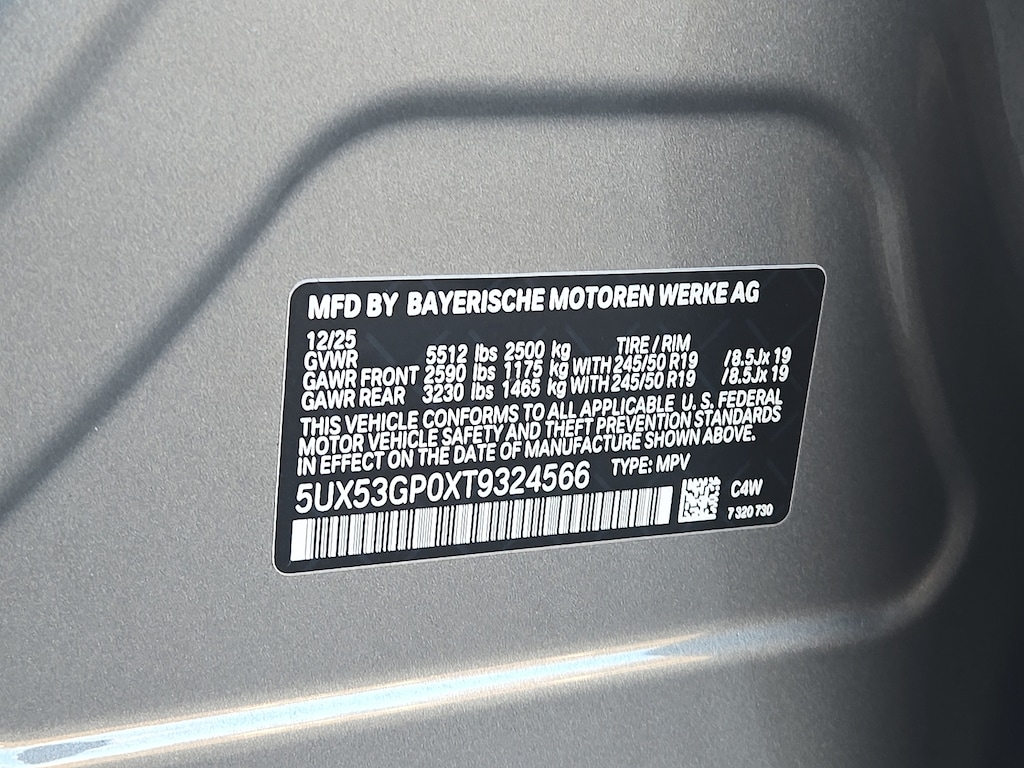 MFD BY BAYERISCHE MOTOREN WERKE AG
12/25 TIRE / RIM
GVWR 5512 lbs 2500 kg
GAWR FRONT 2590 lbs 1175 kg WITH 245/50 R19 /8.5Jx 19
GAWR REAR 3230 lbs 1465 kg WITH 245/50 R19 /8.5Jx 19
THIS VEHICLE CONFORMS TO ALL APPLICABLE U. S. FEDERAL
MOTOR VEHICLE SAFETY AND THEFT PREVENTION STANDARDS
IN EFFECT ON THE DATE OF MANUFACTURE SHOWN ABOVE.
5UX53GP0XT9324566 TYPE: MPV
C4W
7 320 730